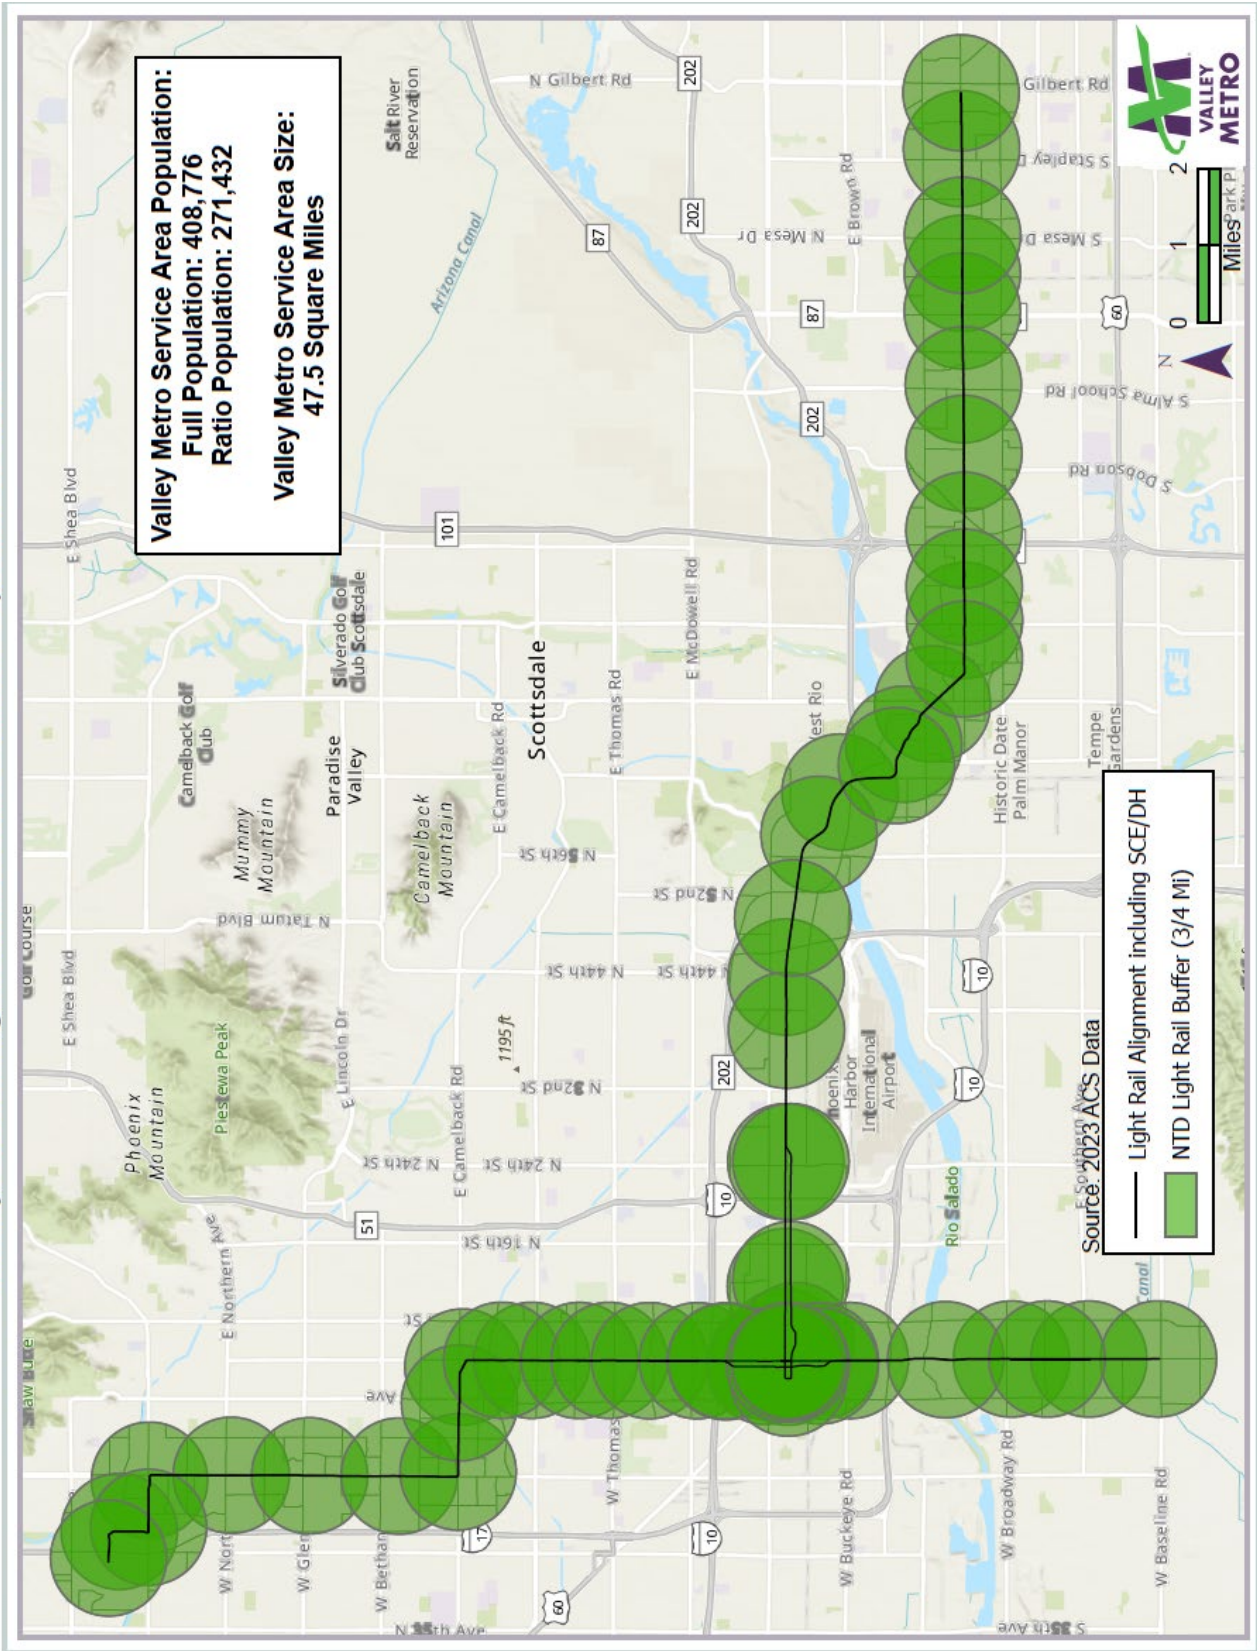 Valley Metro Service Area Population:
Full Population: 408,776
Ratio Population: 271,432
Valley Metro Service Area Size:
47.5 Square Miles
E Shea Blvd
E Shea Blvd
Phoenix
Mountain
Piestewa Peak
E Northern Ave
51
E Lincoln Dr
N Tatum Blvd
Mummy
Mountain
Camelback Golf
Club
Paradise
Valley
Silverado Golf
Club Scottsdale
Camelback
Mountain
E Camelback Rd
E Camelback Rd
101
Arizona Canal
Salt River
Reservation
N Gilbert Rd
202
87
202
N 24th St
N 24th St
N 16th St
N 32nd St
1195 ft
N 44th St
N 44th St
N 56th St
N 52nd St
Scottsdale
E Thomas Rd
E McDowell Rd
202
10
87
202
N Mesa Dr
E Brown Rd
International
Airport
Harbor
10
10
Rio Salado
Historic Date
Palm Manor
Tempe
60
Gilbert Rd
S Mesa D
S Alma School Rd
S Dobson Rd
W Nort
W Glen
W Bethan
17
60
W Thomas
10
W Buckeye Rd
W Broadway Rd
W Baseline Rd
Canal
Ave
E Southern Ave
Source: 2023 ACS Data
Light Rail Alignment including SCE/DH
NTD Light Rail Buffer (3/4 Mi)
N
0 1 2
Miles
Park P
VALLEY
METRO